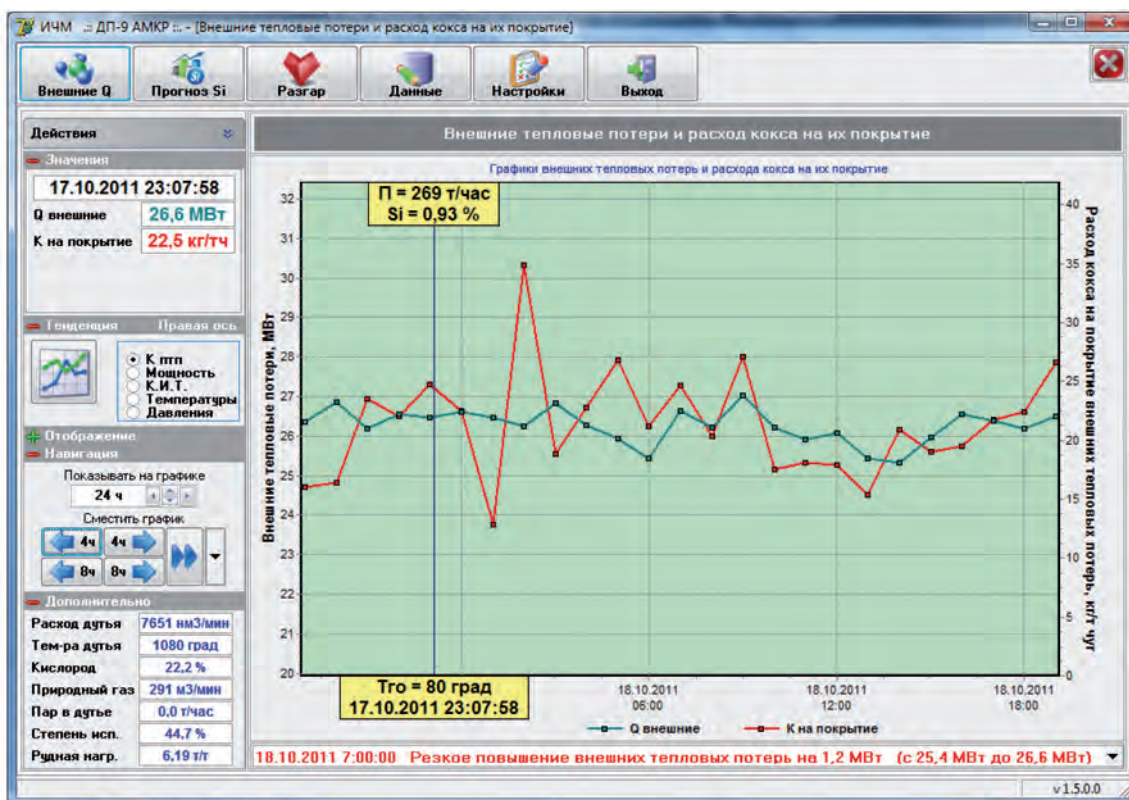 ИЧМ .:: ДП-9 АМКР ::. - [Внешние тепловые потери и расход кокса на их покрытие]
Внешние Q
Прогноз Si
Разгар
Данные
Настройки
Выход
Действия
Значения
17.10.2011 23:07:58
Q внешние 26,6 МВт
К на покрытие 22,5 кг/тч
Тенденция Правая ось
К птп
Мощность
К.И.Т.
Температуры
Давления
Отображение
Навигация
Показывать на графике
24 ч
Сместить график
4ч 4ч
8ч 8ч
Дополнительно
Расход дутья 7651 нм3/мин
Тем-ра дутья 1080 град
Кислород 22,2 %
Природный газ 291 м3/мин
Пар в дутье 0,0 т/час
Степень исп. 44,7 %
Рудная нагр. 6,19 т/т
Внешние тепловые потери и расход кокса на их покрытие
Графики внешних тепловых потерь и расхода кокса на их покрытие
П = 269 т/час
Si = 0,93 %
Внешние тепловые потери, МВт
32
31
30
29
28
27
26
25
24
23
22
21
20
40
35
30
25
20
15
10
5
0
Расход кокса на покрытие внешних тепловых потерь, кг/т чуг
Тго = 80 град
17.10.2011 23:07:58
18.10.2011
06:00
18.10.2011
12:00
18.10.2011
18:00
Q внешние
К на покрытие
18.10.2011 7:00:00 Резкое повышение внешних тепловых потерь на 1,2 МВт (с 25,4 МВт до 26,6 МВт)
v 1.5.0.0